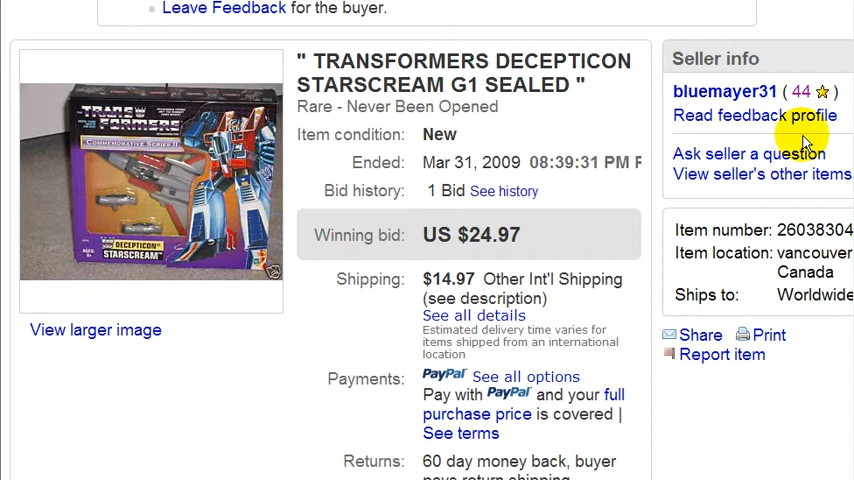 Leave Feedback for the buyer.
THE
TRANS
FORMERS
COMMEMORATIVE SERIES II
DECEPTICON
STARSCREAM
View larger image
" TRANSFORMERS DECEPTICON
STARSCREAM G1 SEALED "
Rare - Never Been Opened
Item condition: New
Ended: Mar 31, 2009 08:39:31 PM P
Bid history: 1 Bid See history
Winning bid: US $24.97
Shipping: $14.97 Other Int'l Shipping
(see description)
See all details
Estimated delivery time varies for
items shipped from an international
location
Payments: PayPal See all options
Pay with PayPal and your full
purchase price is covered |
See terms
Returns: 60 day money back, buyer
pays return shipping
Seller info
bluemayer31 ( 44 )
Read feedback profile
Ask seller a question
View seller's other items
Item number: 26038304
Item location: vancouver
Canada
Ships to: Worldwide
Share Print
Report item